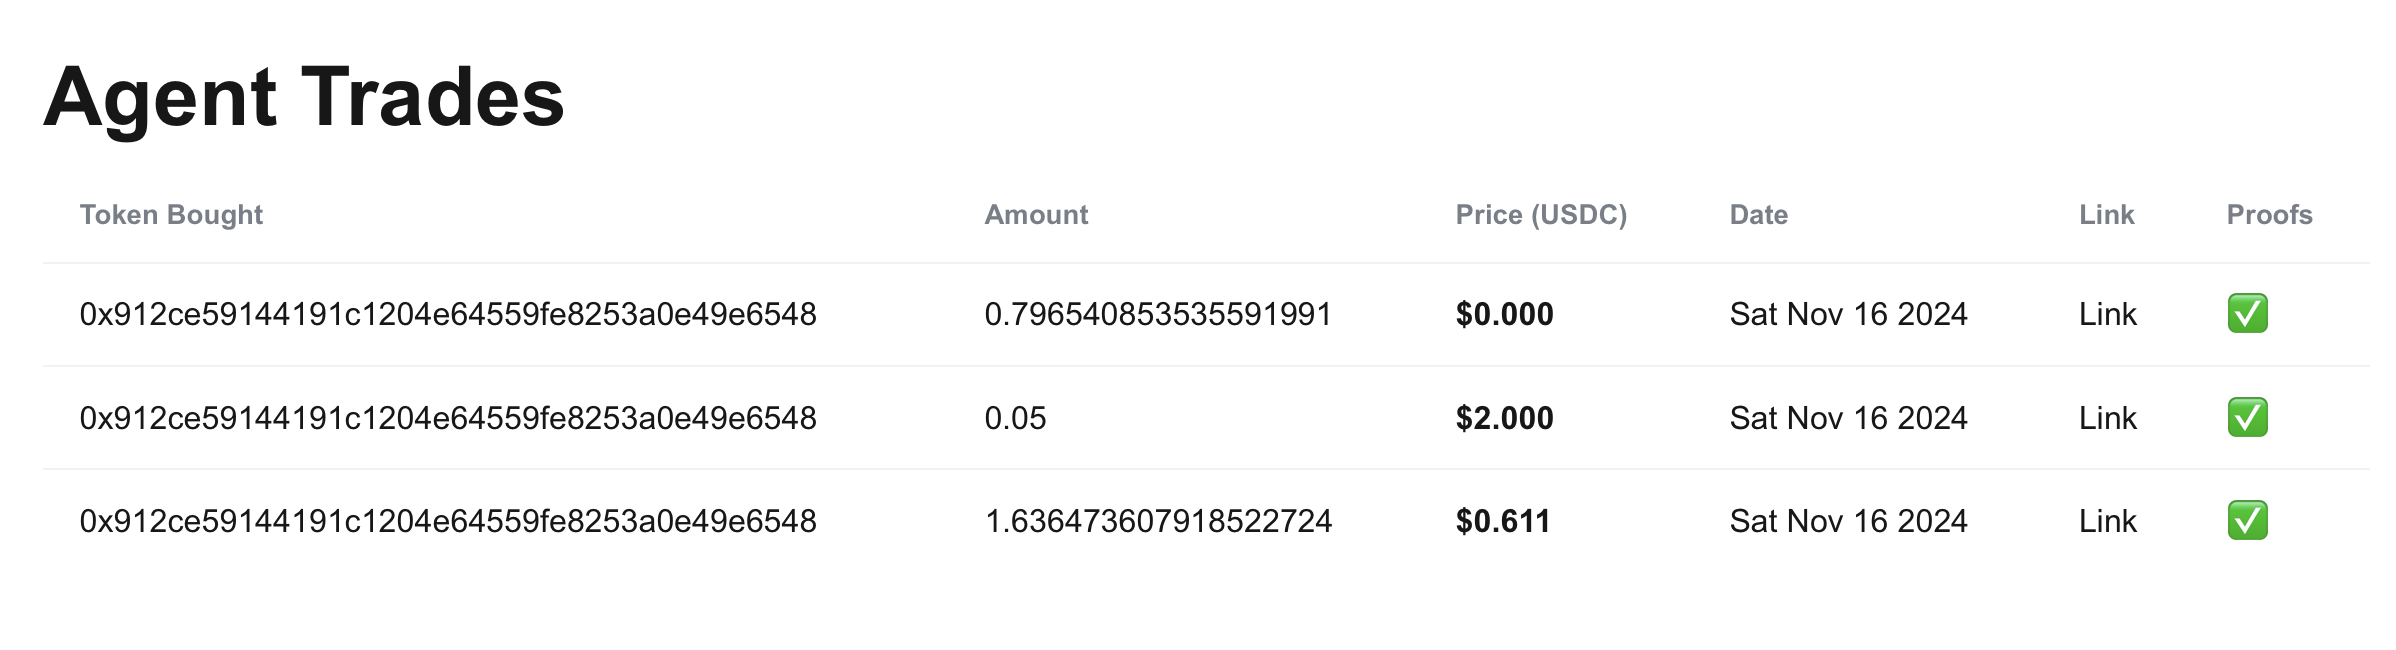 Agent Trades
Token Bought Amount Price (USDC) Date Link Proofs
0x912ce59144191c1204e64559fe8253a0e49e6548 0.796540853535591991 $0.000 Sat Nov 16 2024 Link ✅
0x912ce59144191c1204e64559fe8253a0e49e6548 0.05 $2.000 Sat Nov 16 2024 Link ✅
0x912ce59144191c1204e64559fe8253a0e49e6548 1.636473607918522724 $0.611 Sat Nov 16 2024 Link ✅